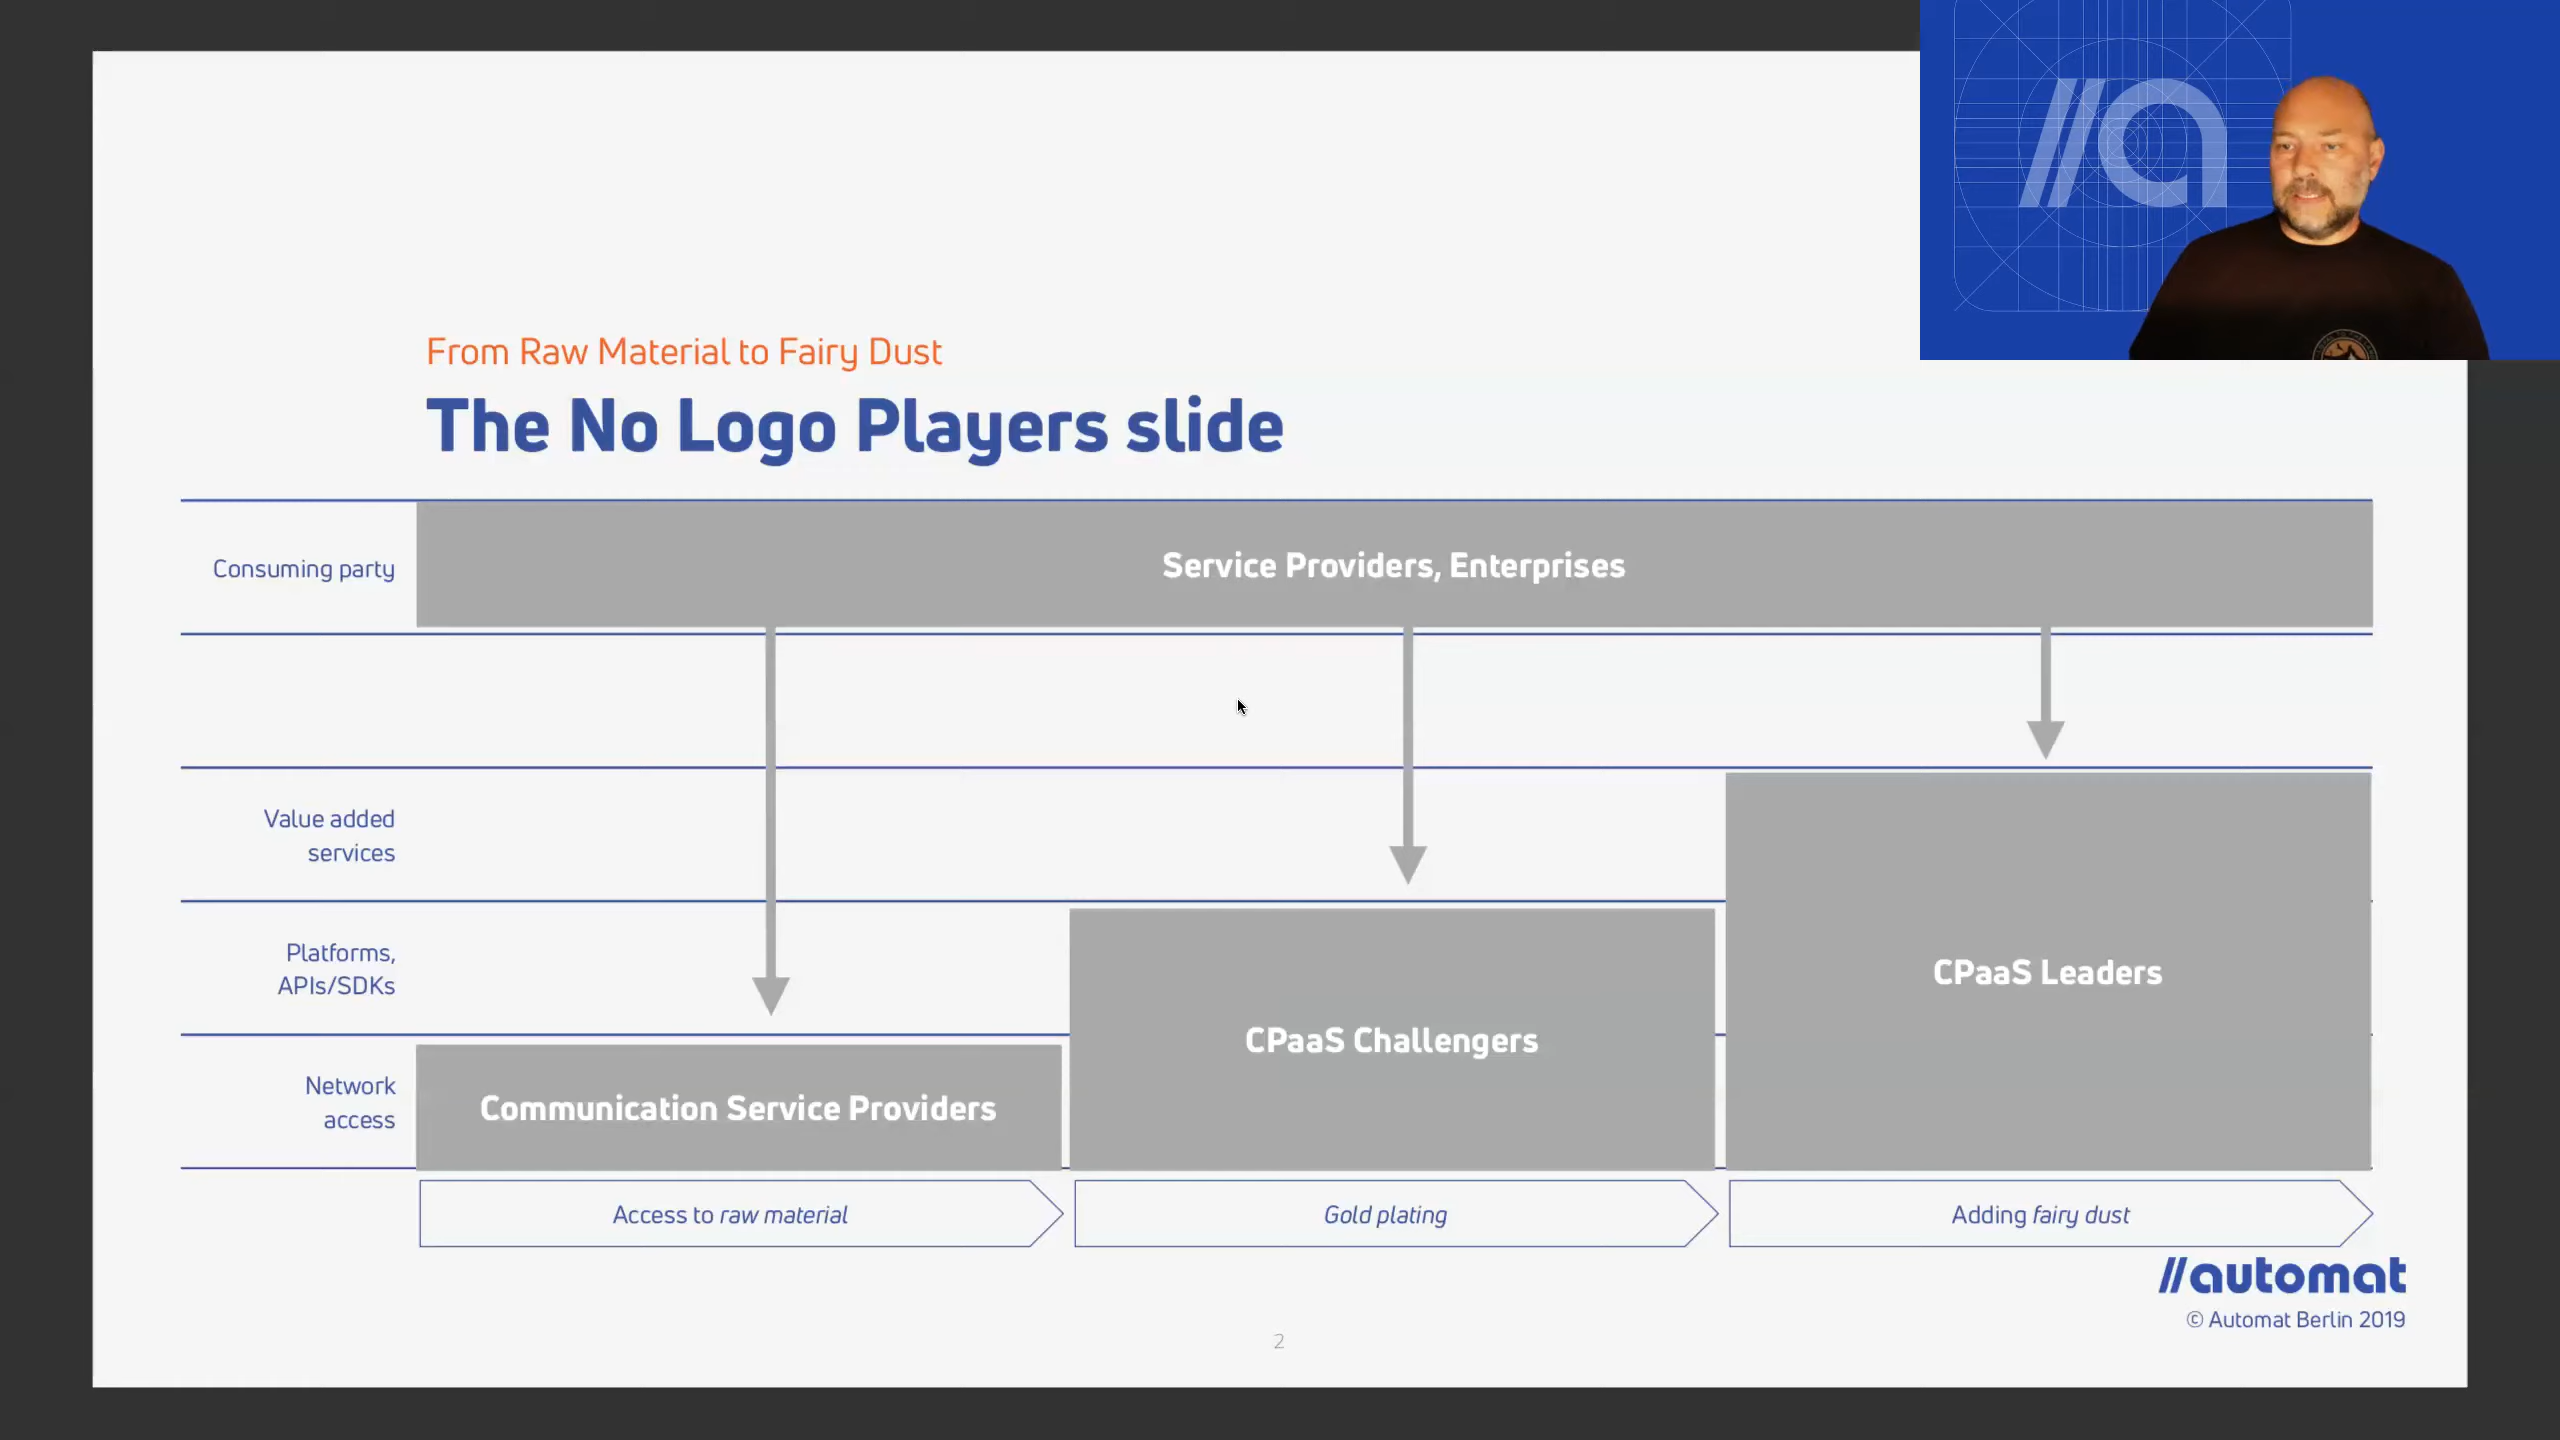 From Raw Material to Fairy Dust
The No Logo Players slide
Consuming party
Service Providers, Enterprises
Value added
services
Platforms,
APIs/SDKs
CPaaS Leaders
CPaaS Challengers
Network
access
Communication Service Providers
Access to raw material
Gold plating
Adding fairy dust
//automat
© Automat Berlin 2019
2
//a